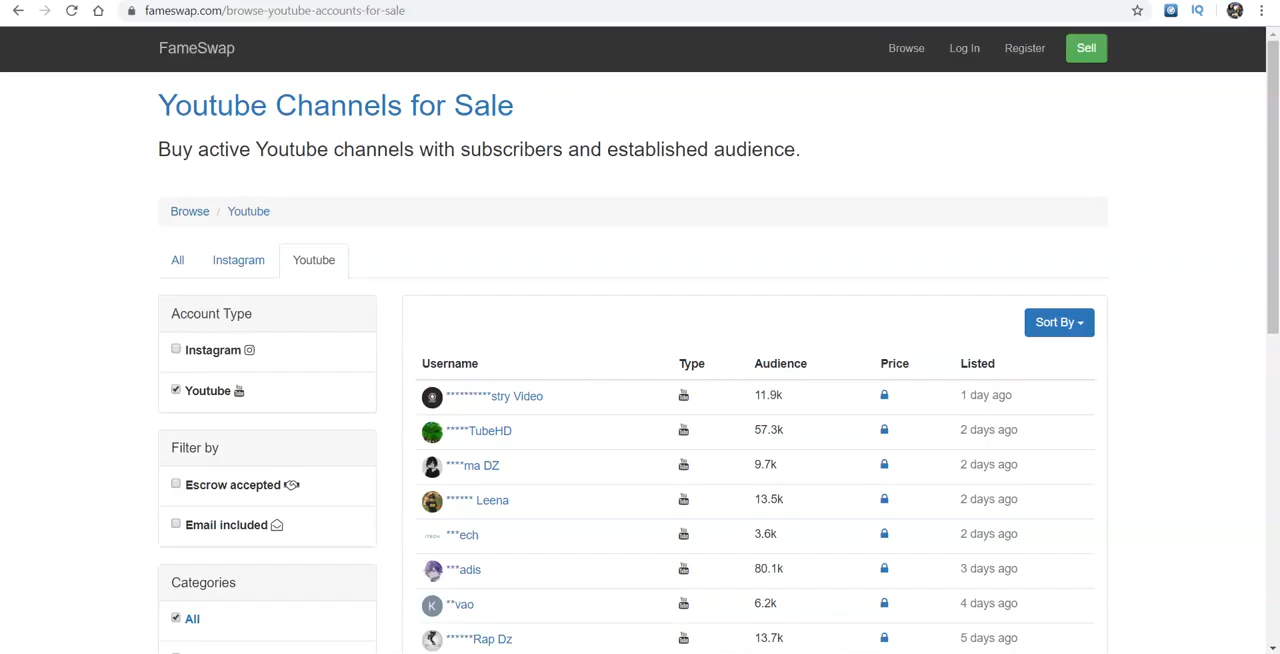 fameswap.com/browse-youtube-accounts-for-sale
IQ
FameSwap
Browse
Log In
Register
Sell
Youtube Channels for Sale
Buy active Youtube channels with subscribers and established audience.
Browse / Youtube
All
Instagram
Youtube
Account Type
Instagram
Youtube
Filter by
Escrow accepted
Email included
Categories
All
Sort By
Username Type Audience Price Listed
**********stry Video 11.9k 1 day ago
*****TubeHD 57.3k 2 days ago
****ma DZ 9.7k 2 days ago
****** Leena 13.5k 2 days ago
***ech 3.6k 2 days ago
***adis 80.1k 3 days ago
K **vao 6.2k 4 days ago
******Rap Dz 13.7k 5 days ago